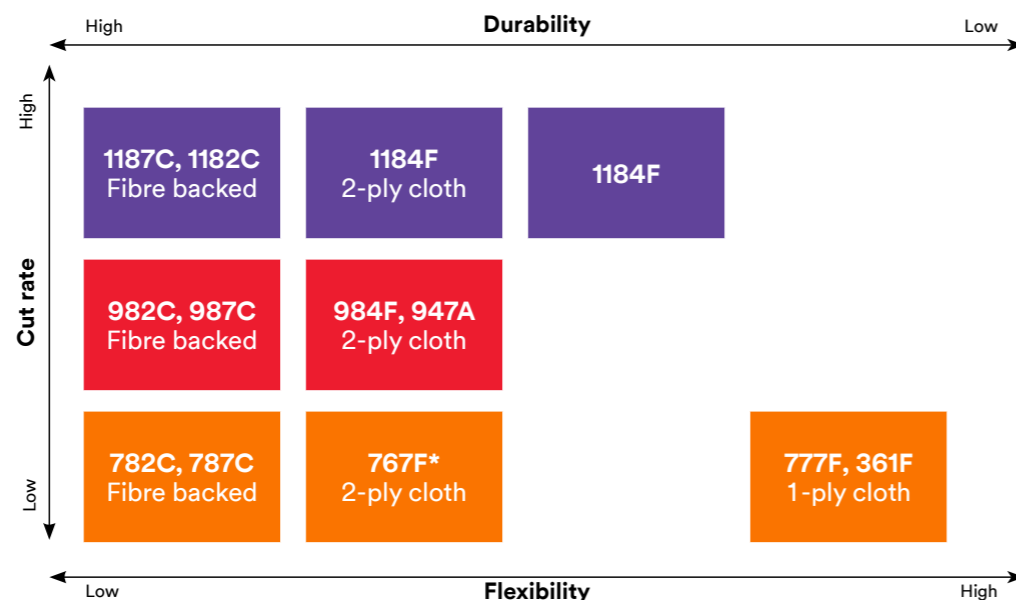 High
Durability
Low
High
1187C, 1182C
Fibre backed
1184F
2-ply cloth
1184F
Cut rate
982C, 987C
Fibre backed
984F, 947A
2-ply cloth
Low
782C, 787C
Fibre backed
767F*
2-ply cloth
777F, 361F
1-ply cloth
Low
Flexibility
High